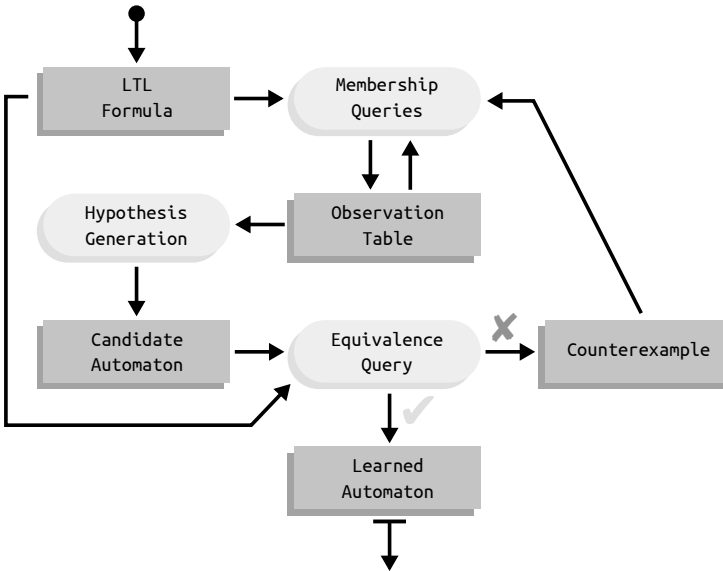 LTL
Formula
Membership
Queries
Hypothesis
Generation
Observation
Table
Candidate
Automaton
Equivalence
Query
Counterexample
Learned
Automaton